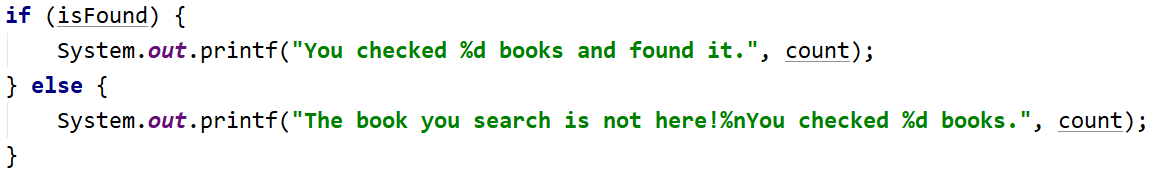 if (isFound) {
    System.out.printf("You checked %d books and found it.", count);
} else {
    System.out.printf("The book you search is not here!%nYou checked %d books.", count);
}